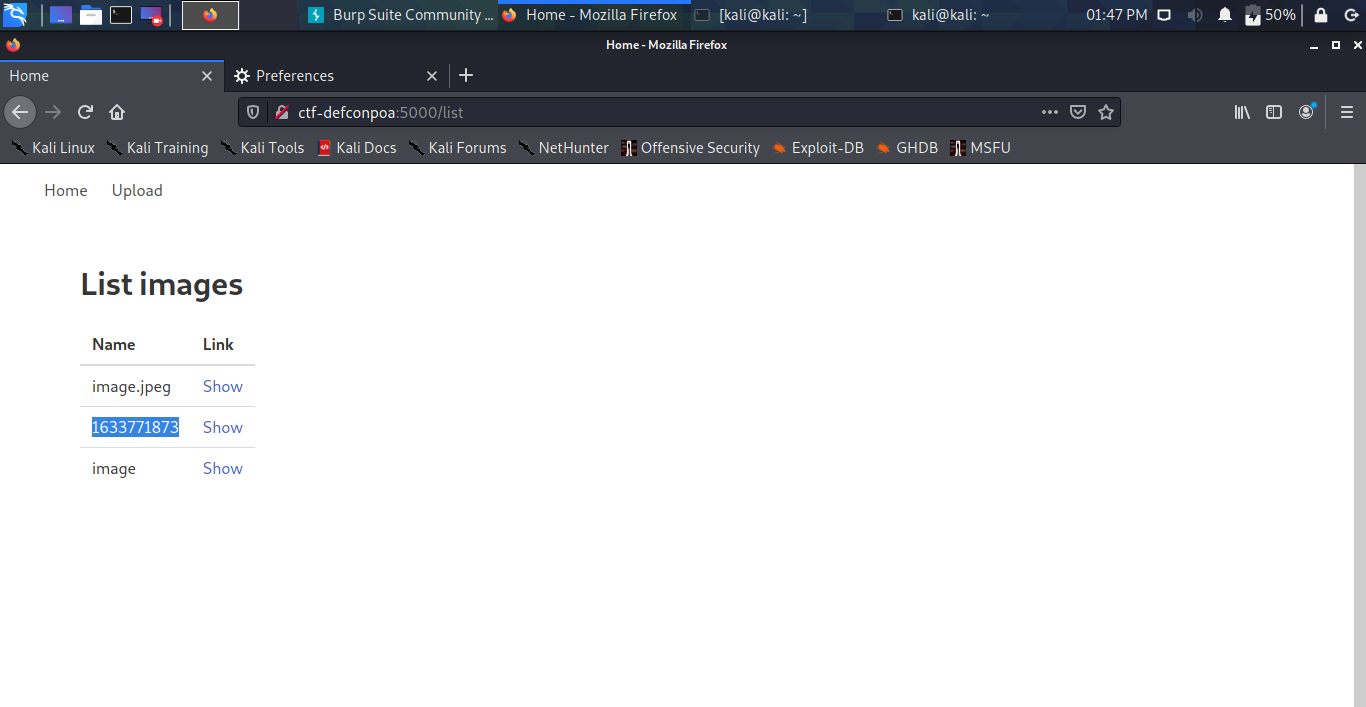 Burp Suite Community ... Home - Mozilla Firefox [kali@kali: ~] kali@kali: ~ 01:47 PM 50%
Home - Mozilla Firefox
Home Preferences
ctf-defconpoa:5000/list
Kali Linux Kali Training Kali Tools Kali Docs Kali Forums NetHunter Offensive Security Exploit-DB GHDB MSFU
Home Upload
List images
Name Link
image.jpeg Show
1633771873 Show
image Show